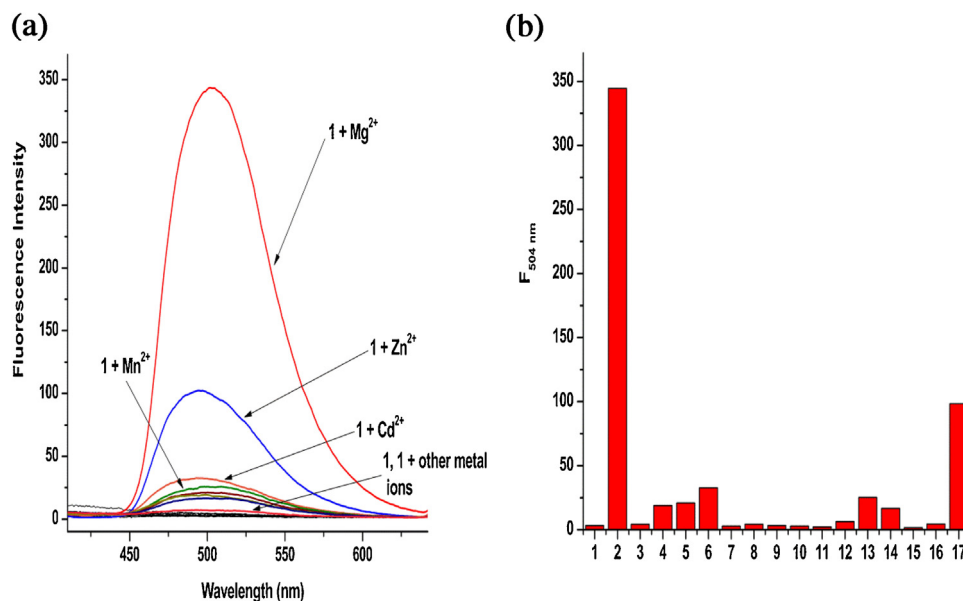 (a)
Fluorescence Intensity
350
300
250
200
150
100
50
0
1 + Mg²⁺
1 + Zn²⁺
1 + Mn²⁺
1 + Cd²⁺
1, 1 + other metal
ions
450 500 550 600
Wavelength (nm)
(b)
F 504 nm
350
300
250
200
150
100
50
0
1 2 3 4 5 6 7 8 9 10 11 12 13 14 15 16 17